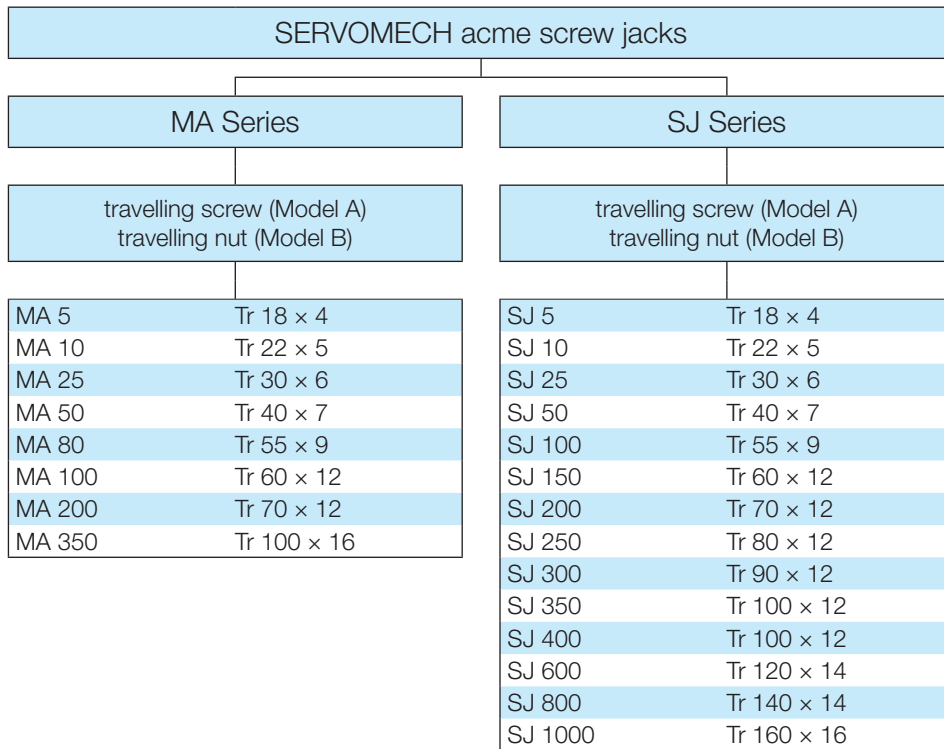 SERVOMECH acme screw jacks
MA Series
travelling screw (Model A)
travelling nut (Model B)
MA 5 Tr 18 × 4
MA 10 Tr 22 × 5
MA 25 Tr 30 × 6
MA 50 Tr 40 × 7
MA 80 Tr 55 × 9
MA 100 Tr 60 × 12
MA 200 Tr 70 × 12
MA 350 Tr 100 × 16
SJ Series
travelling screw (Model A)
travelling nut (Model B)
SJ 5 Tr 18 × 4
SJ 10 Tr 22 × 5
SJ 25 Tr 30 × 6
SJ 50 Tr 40 × 7
SJ 100 Tr 55 × 9
SJ 150 Tr 60 × 12
SJ 200 Tr 70 × 12
SJ 250 Tr 80 × 12
SJ 300 Tr 90 × 12
SJ 350 Tr 100 × 12
SJ 400 Tr 100 × 12
SJ 600 Tr 120 × 14
SJ 800 Tr 140 × 14
SJ 1000 Tr 160 × 16